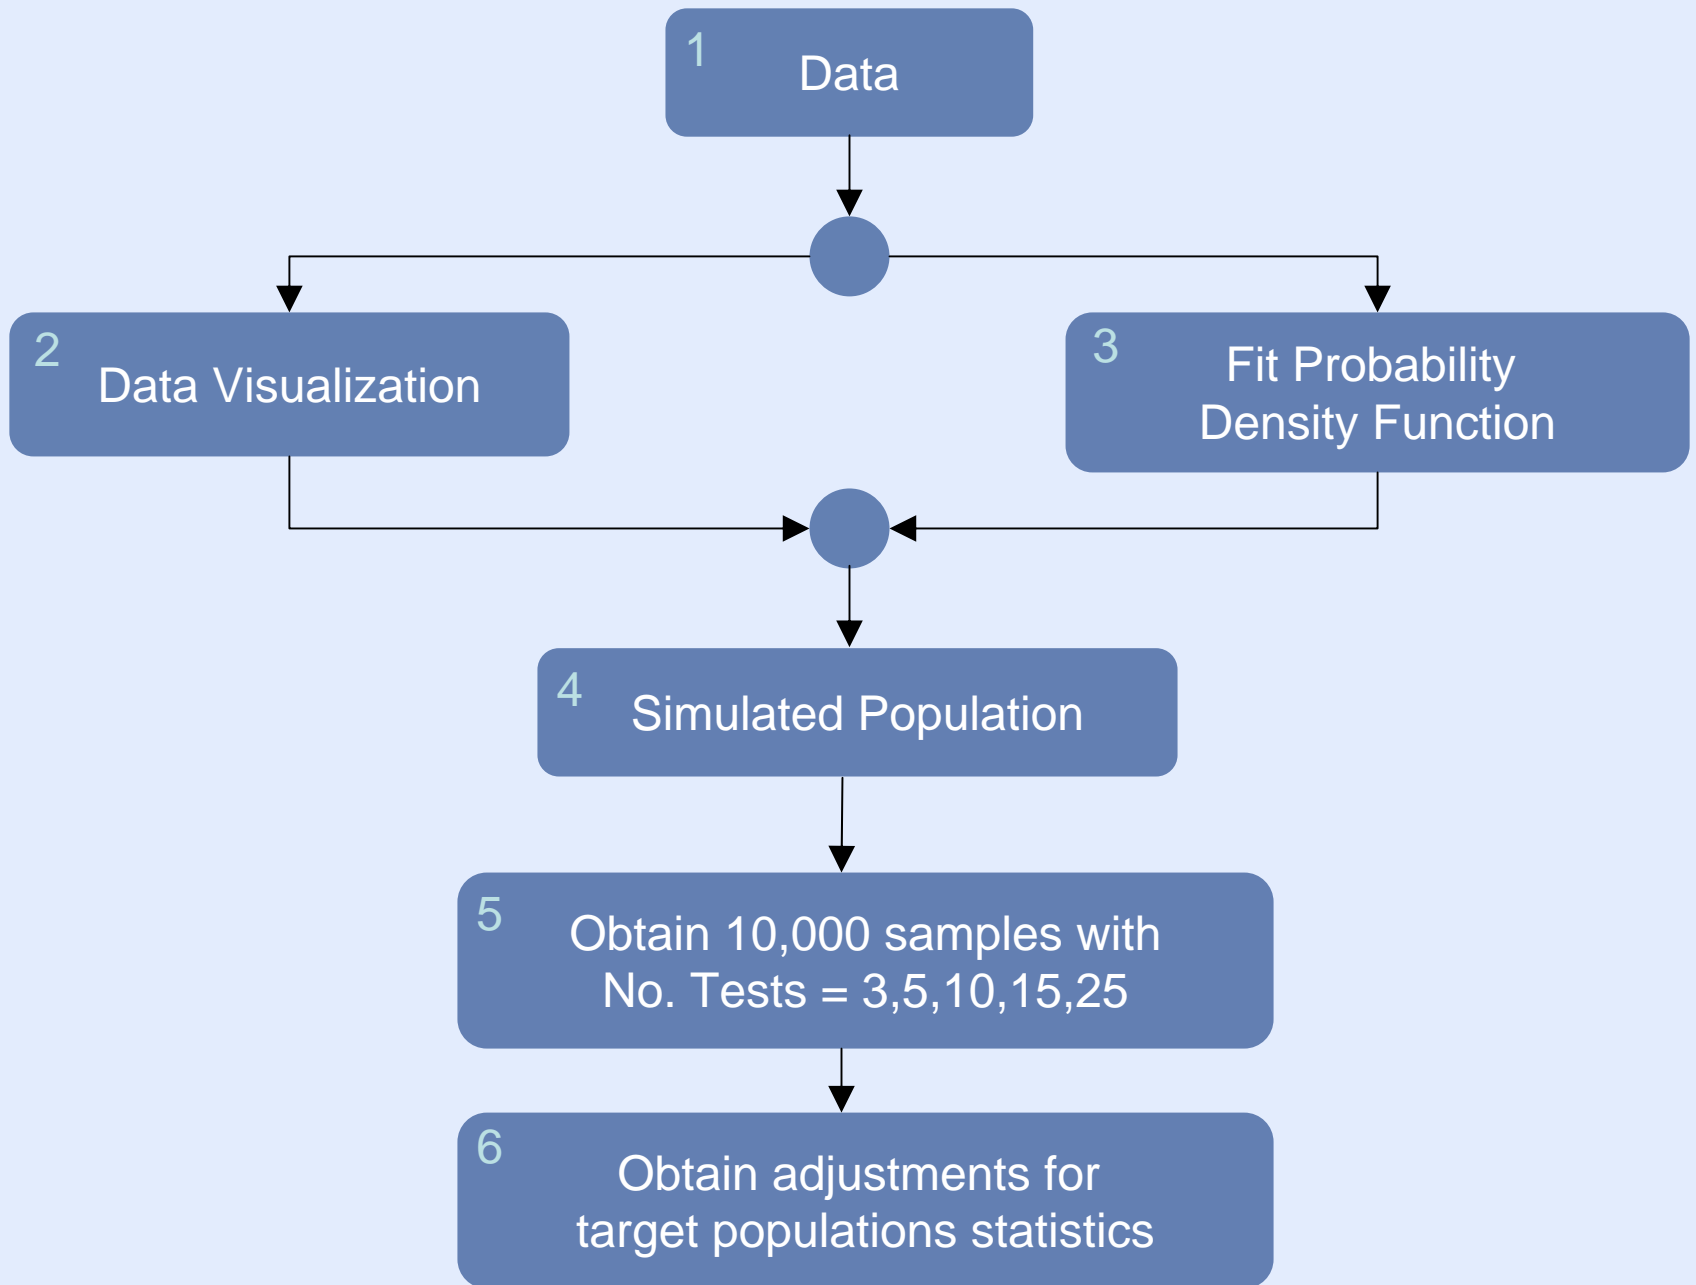 1
Data
2
Data Visualization
3
Fit Probability
Density Function
4
Simulated Population
5
Obtain 10,000 samples with
No. Tests = 3,5,10,15,25
6
Obtain adjustments for
target populations statistics